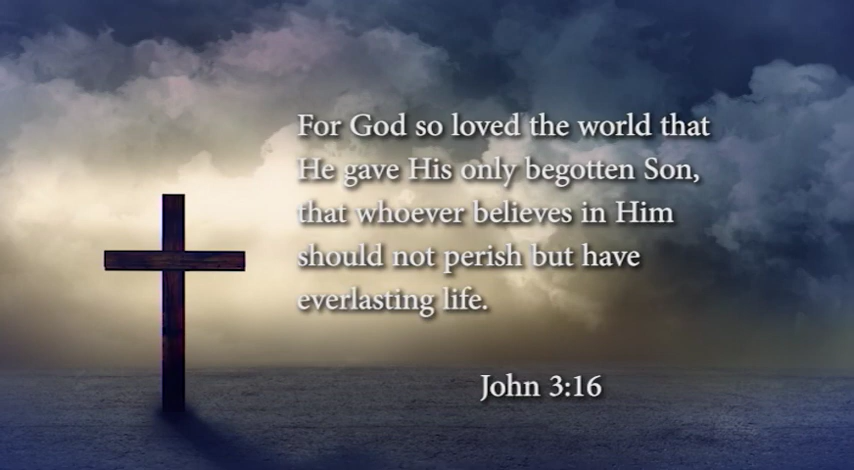 For God so loved the world that
He gave His only begotten Son,
that whoever believes in Him
should not perish but have
everlasting life.
John 3:16